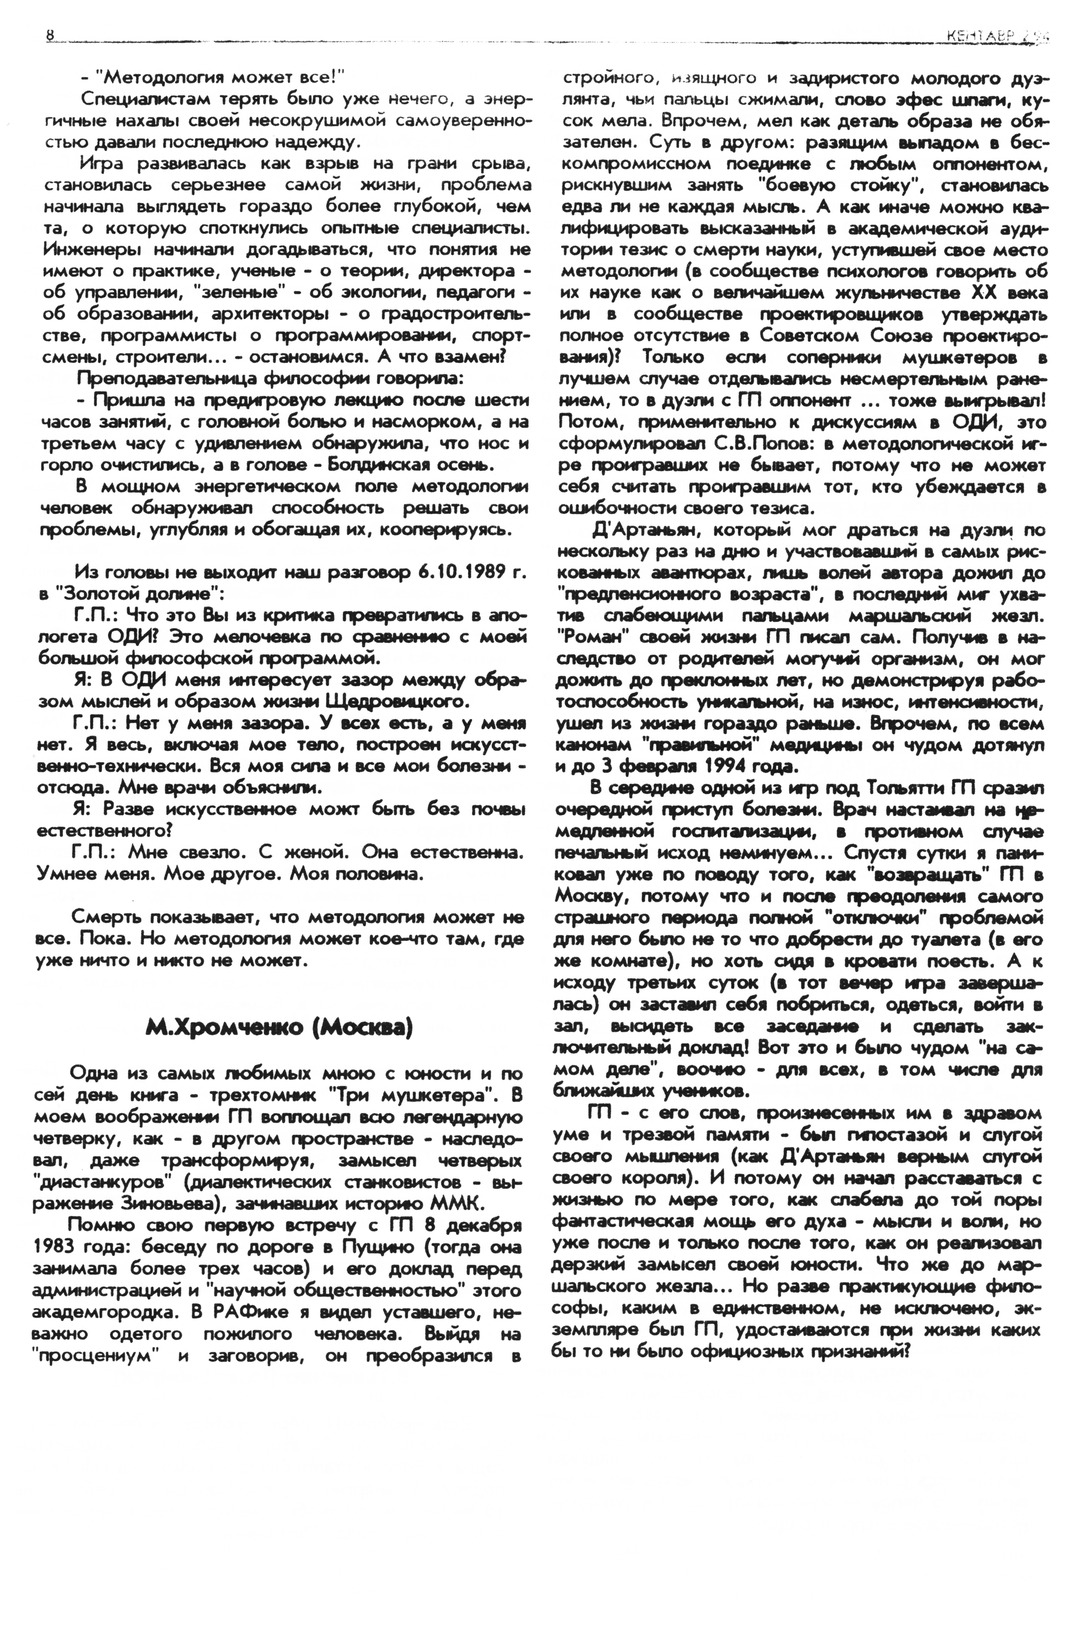 8
КЕНТАВР 2'94
- "Методология может все!"
Специалистам терять было уже нечего, а энер-
гичные нахалы своей несокрушимой самоуверенно-
стью давали последнюю надежду.
Игра развивалась как взрыв на грани срыва,
становилась серьезнее самой жизни, проблема
начинала выглядеть гораздо более глубокой, чем
та, о которую споткнулись опытные специалисты.
Инженеры начинали догадываться, что понятия не
имеют о практике, ученые - о теории, директора -
об управлении, "зеленые" - об экологии, педагоги -
об образовании, архитекторы - о градостроитель-
стве, программисты о программировании, спорт-
смены, строители... - остановимся. А что взамен?
Преподавательница философии говорила:
- Пришла на предигровую лекцию после шести
часов занятий, с головной болью и насморком, а на
третьем часу с удивлением обнаружила, что нос и
горло очистились, а в голове - Болдинская осень.
В мощном энергетическом поле методологии
человек обнаруживал способность решать свои
проблемы, углубляя и обогащая их, кооперируясь.
Из головы не выходит наш разговор 6.10.1989 г.
в "Золотой долине":
Г.П.: Что это Вы из критика превратились в апо-
логета ОДИ? Это мелочевка по сравнению с моей
большой философской программой.
Я: В ОДИ меня интересует зазор между обра-
зом мыслей и образом жизни Щедровицкого.
Г.П.: Нет у меня зазора. У всех есть, а у меня
нет. Я весь, включая мое тело, построен искусст-
венно-технически. Вся моя сила и все мои болезни -
отсюда. Мне врачи объяснили.
Я: Разве искусственное можт быть без почвы
естественного?
Г.П.: Мне свезло. С женой. Она естественна.
Умнее меня. Мое другое. Моя половина.
Смерть показывает, что методология может не
все. Пока. Но методология может кое-что там, где
уже ничто и никто не может.
М.Хромченко (Москва)
Одна из самых любимых мною с юности и по
сей день книга - трехтомник "Три мушкетера". В
моем воображении ГП воплощал всю легендарную
четверку, как - в другом пространстве - наследо-
вал, даже трансформируя, замысел четверых
"диастанкуров" (диалектических станковистов - вы-
ражение Зиновьева), зачинавших историю ММК.
Помню свою первую встречу с ГП 8 декабря
1983 года: беседу по дороге в Пущино (тогда она
занимала более трех часов) и его доклад перед
администрацией и "научной общественностью" этого
академгородка. В РАФике я видел уставшего, не-
важно одетого пожилого человека. Выйдя на
"просцениум" и заговорив, он преобразился в
стройного, изящного и задиристого молодого дуэ-
лянта, чьи пальцы сжимали, слово эфес шпаги, ку-
сок мела. Впрочем, мел как деталь образа не обя-
зателен. Суть в другом: разящим выпадом в бес-
компромиссном поединке с любым оппонентом,
рискнувшим занять "боевую стойку", становилась
едва ли не каждая мысль. А как иначе можно ква-
лифицировать высказанный в академической ауди-
тории тезис о смерти науки, уступившей свое место
методологии (в сообществе психологов говорить об
их науке как о величайшем жульничестве ХХ века
или в сообществе проектировщиков утверждать
полное отсутствие в Советском Союзе проектиро-
вания)? Только если соперники мушкетеров в
лучшем случае отделывались несмертельным ране-
нием, то в дуэли с ГП оппонент ... тоже выигрывал!
Потом, применительно к дискуссиям в ОДИ, это
сформулировал С.В.Попов: в методологической иг-
ре проигравших не бывает, потому что не может
себя считать проигравшим тот, кто убеждается в
ошибочности своего тезиса.
Д'Артаньян, который мог драться на дуэли по
нескольку раз на дню и участвовавший в самых рис-
кованных авантюрах, лишь волей автора дожил до
"предпенсионного возраста", в последний миг ухва-
тив слабеющими пальцами маршальский жезл.
"Роман" своей жизни ГП писал сам. Получив в на-
следство от родителей могучий организм, он мог
дожить до преклонных лет, но демонстрируя рабо-
тоспособность уникальной, на износ, интенсивности,
ушел из жизни гораздо раньше. Впрочем, по всем
канонам "правильной" медицины он чудом дотянул
и до 3 февраля 1994 года.
В середине одной из игр под Тольятти ГП сразил
очередной приступ болезни. Врач настаивал на не-
медленной госпитализации, в противном случае
печальный исход неминуем... Спустя сутки я пани-
ковал уже по поводу того, как "возвращать" ГП в
Москву, потому что и после преодоления самого
страшного периода полной "отключки" проблемой
для него было не то что добрести до туалета (в его
же комнате), но хоть сидя в кровати поесть. А к
исходу третьих суток (в тот вечер игра заверша-
лась) он заставил себя побриться, одеться, войти в
зал, высидеть все заседание и сделать зак-
лючительный доклад! Вот это и было чудом "на са-
мом деле", воочию - для всех, в том числе для
ближайших учеников.
ГП - с его слов, произнесенных им в здравом
уме и трезвой памяти - был гипостазой и слугой
своего мышления (как Д'Артаньян верным слугой
своего короля). И потому он начал расставаться с
жизнью по мере того, как слабела до той поры
фантастическая мощь его духа - мысли и воли, но
уже после и только после того, как он реализовал
дерзкий замысел своей юности. Что же до мар-
шальского жезла... Но разве практикующие фило-
софы, каким в единственном, не исключено, эк-
земпляре был ГП, удостаиваются при жизни каких
бы то ни было официозных признаний?